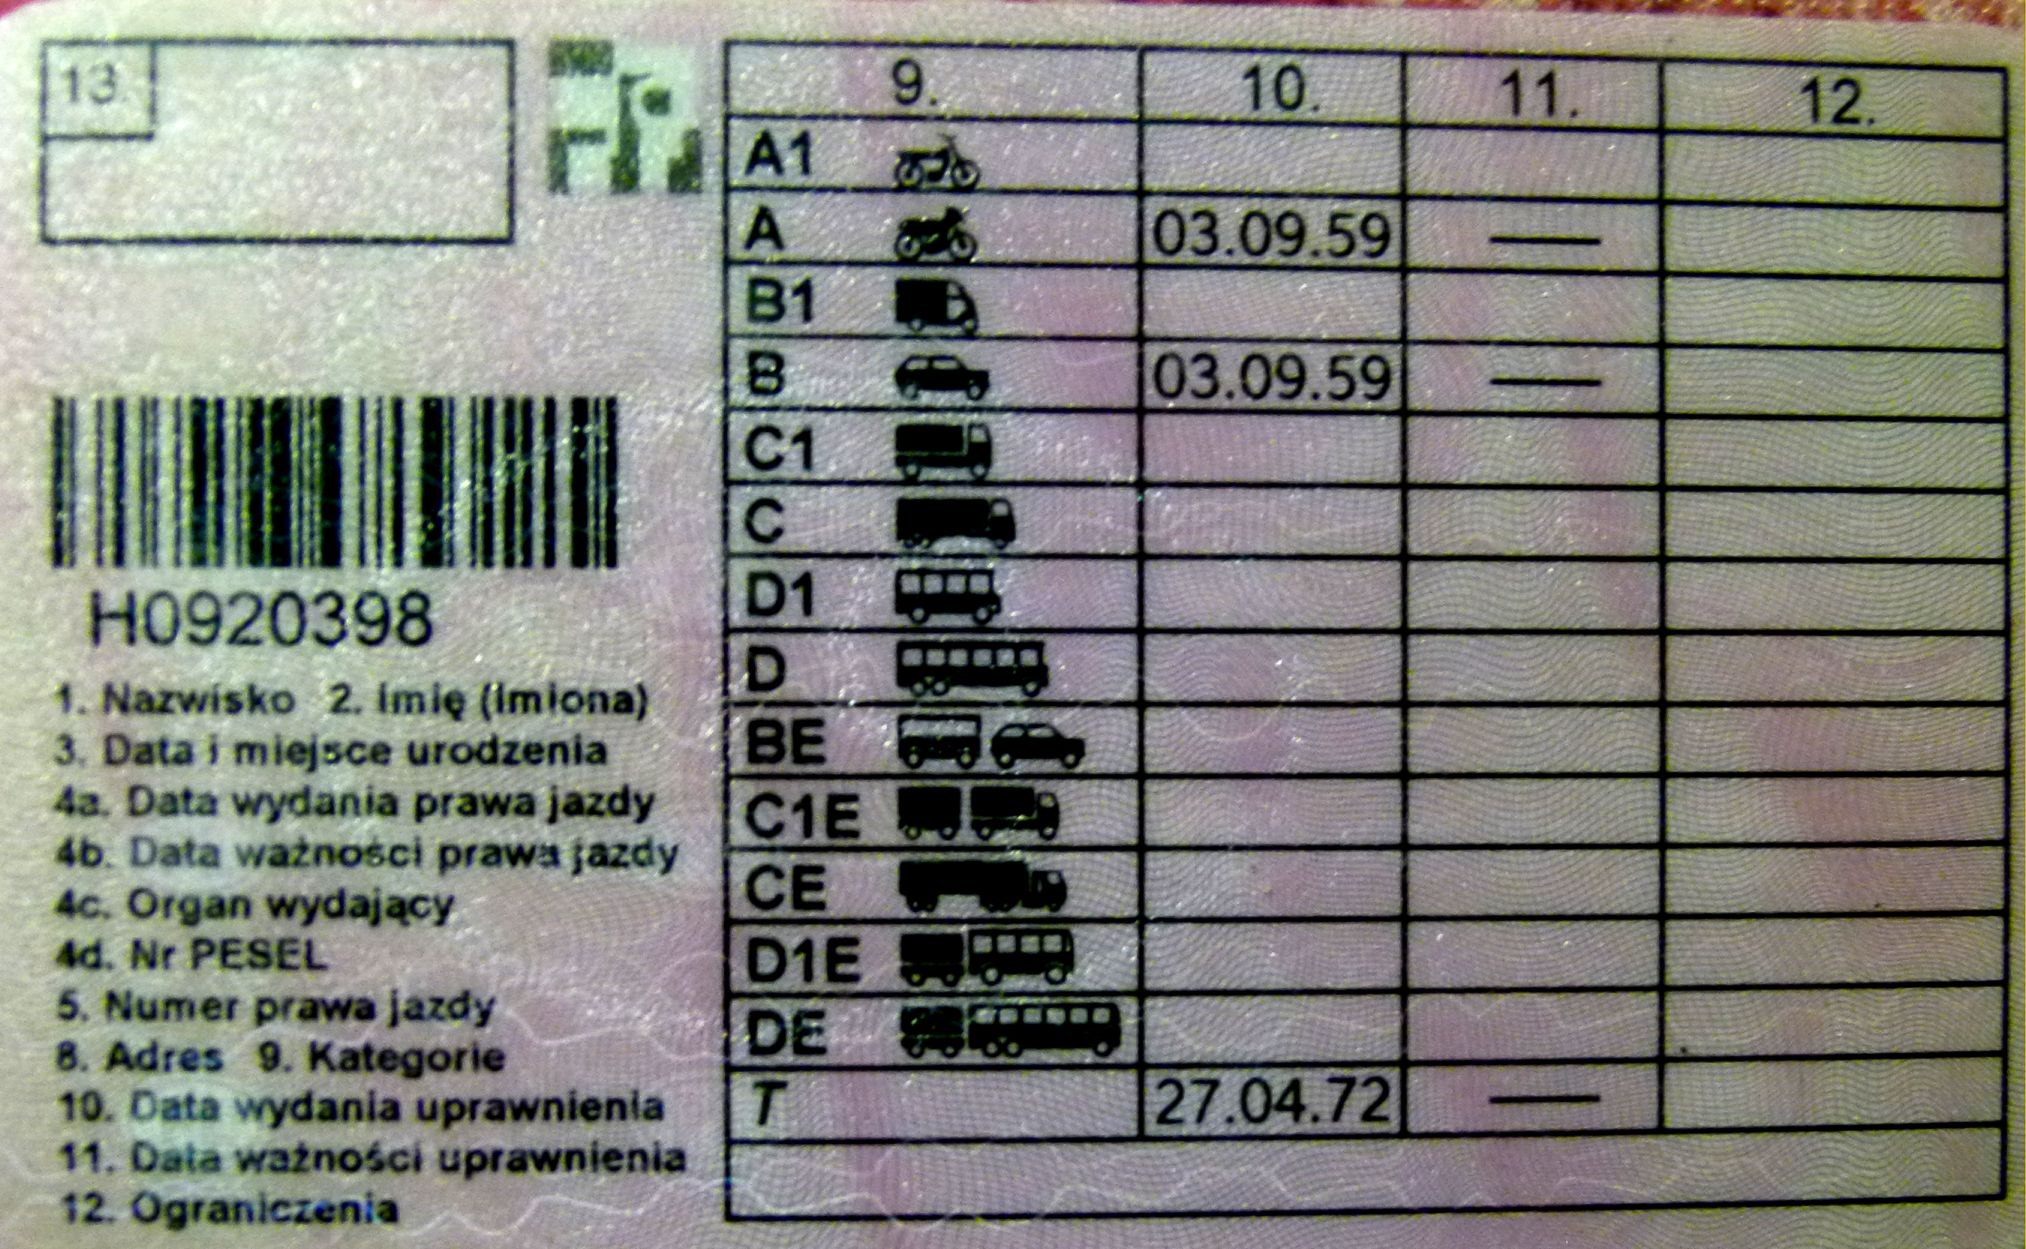 13.
H0920398
1. Nazwisko 2. Imię (imiona)
3. Data i miejsce urodzenia
4a. Data wydania prawa jazdy
4b. Data ważności prawa jazdy
4c. Organ wydający
4d. Nr PESEL
5. Numer prawa jazdy
8. Adres 9. Kategorie
10. Data wydania uprawnienia
11. Data ważności uprawnienia
12. Ograniczenia
9. 10. 11. 12.
A1
A 03.09.59 —
B1
B 03.09.59 —
C1
C
D1
D
BE
C1E
CE
D1E
DE
T 27.04.72 —